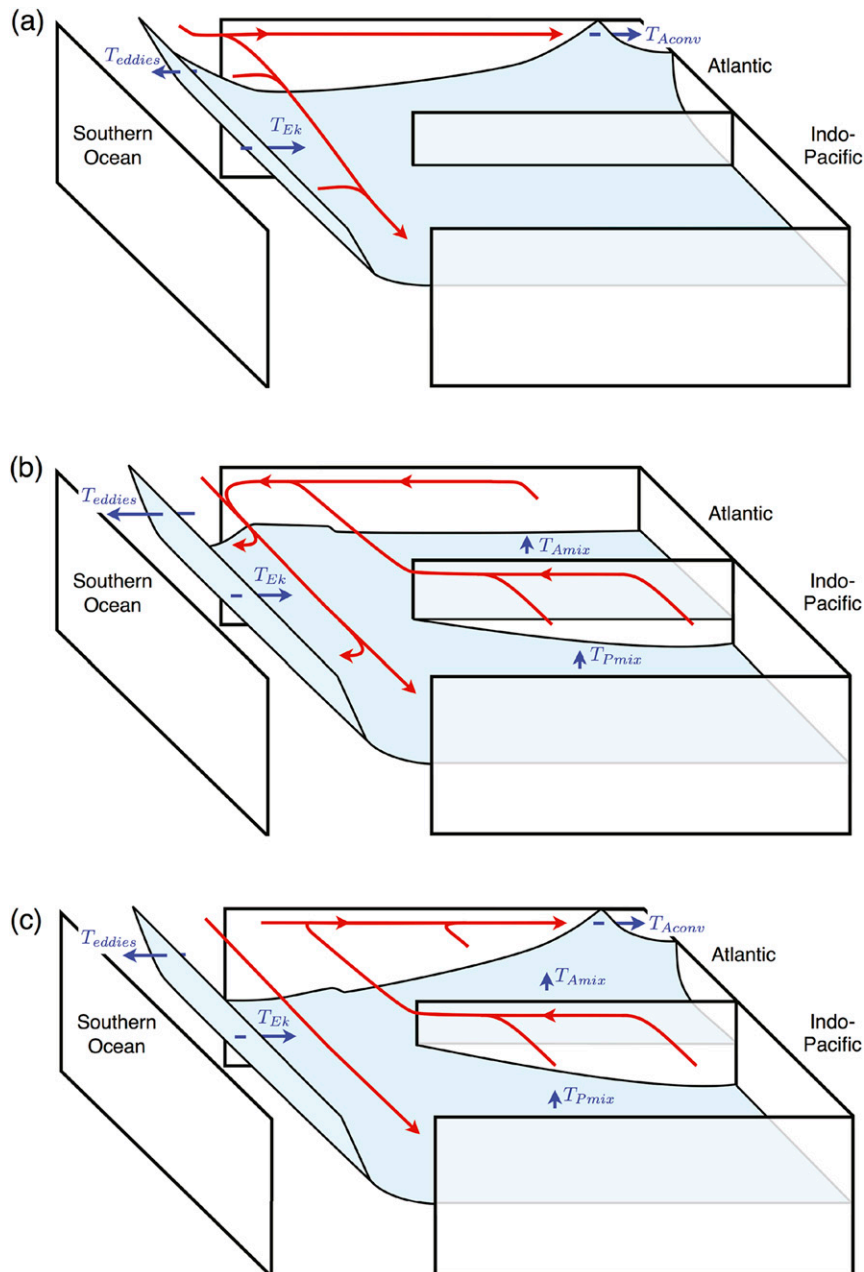 (a)
T_Aconv
T_eddies
Atlantic
T_Ek
Southern
Ocean
Indo-
Pacific
(b)
T_eddies
Atlantic
T_Amix
T_Ek
Southern
Ocean
Indo-
Pacific
T_Pmix
(c)
T_Aconv
T_eddies
Atlantic
T_Amix
Southern
Ocean
T_Ek
Indo-
Pacific
T_Pmix